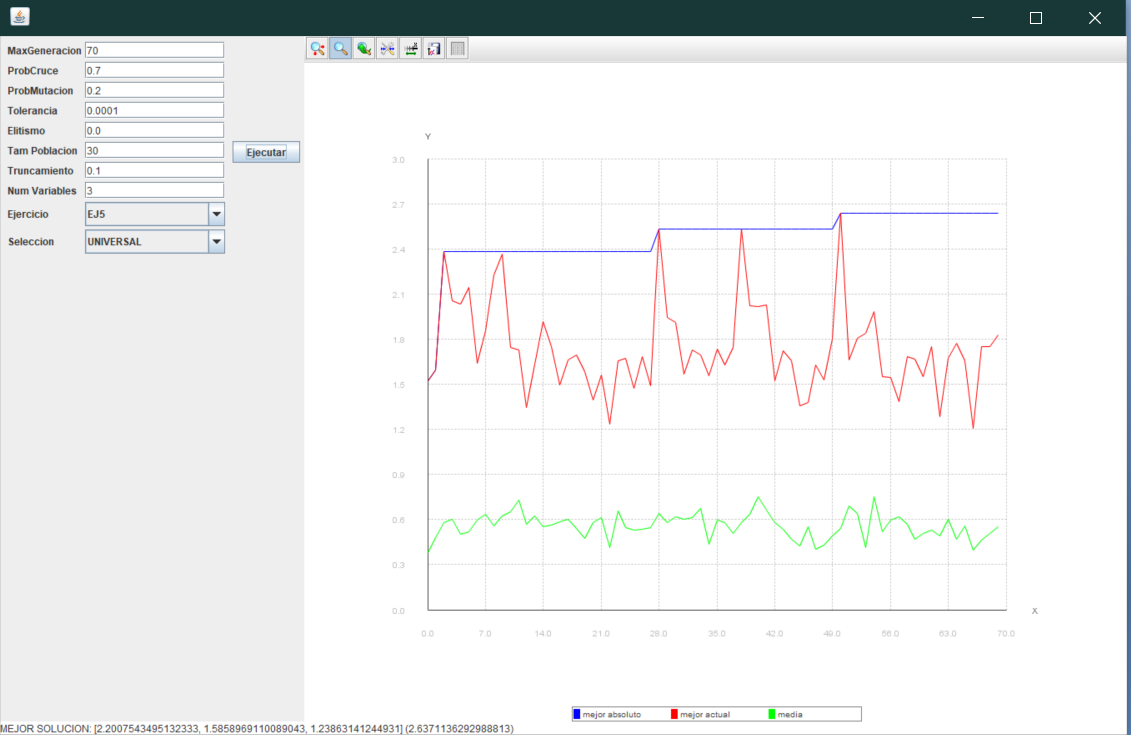 MaxGeneracion 70
ProbCruce 0.7
ProbMutacion 0.2
Tolerancia 0.0001
Elitismo 0.0
Tam Poblacion 30
Ejecutar
Truncamiento 0.1
Num Variables 3
Ejercicio EJ5
Seleccion UNIVERSAL
Y
3.0
2.7
2.4
2.1
1.8
1.5
1.2
0.9
0.6
0.3
0.0
X
0.0 7.0 14.0 21.0 28.0 35.0 42.0 49.0 56.0 63.0 70.0
mejor absoluto mejor actual media
MEJOR SOLUCION: [2.2007543495132333, 1.5858969110089043, 1.23863141244931] (2.6371136292988813)